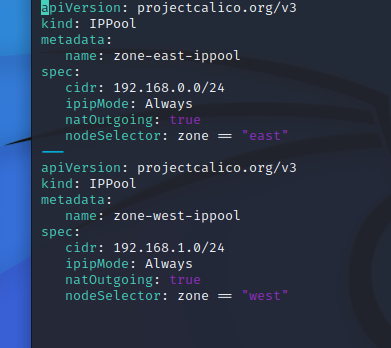 apiVersion: projectcalico.org/v3
kind: IPPool
metadata:
   name: zone-east-ippool
spec:
   cidr: 192.168.0.0/24
   ipipMode: Always
   natOutgoing: true
   nodeSelector: zone == "east"
---
apiVersion: projectcalico.org/v3
kind: IPPool
metadata:
   name: zone-west-ippool
spec:
   cidr: 192.168.1.0/24
   ipipMode: Always
   natOutgoing: true
   nodeSelector: zone == "west"